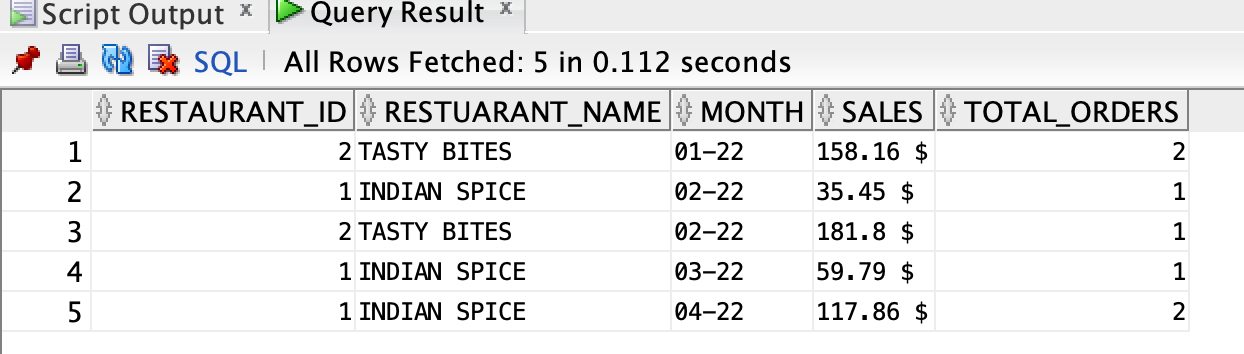 Script Output x Query Result x
SQL | All Rows Fetched: 5 in 0.112 seconds
RESTAURANT_ID RESTUARANT_NAME MONTH SALES TOTAL_ORDERS
1 2 TASTY BITES 01-22 158.16 $ 2
2 1 INDIAN SPICE 02-22 35.45 $ 1
3 2 TASTY BITES 02-22 181.8 $ 1
4 1 INDIAN SPICE 03-22 59.79 $ 1
5 1 INDIAN SPICE 04-22 117.86 $ 2